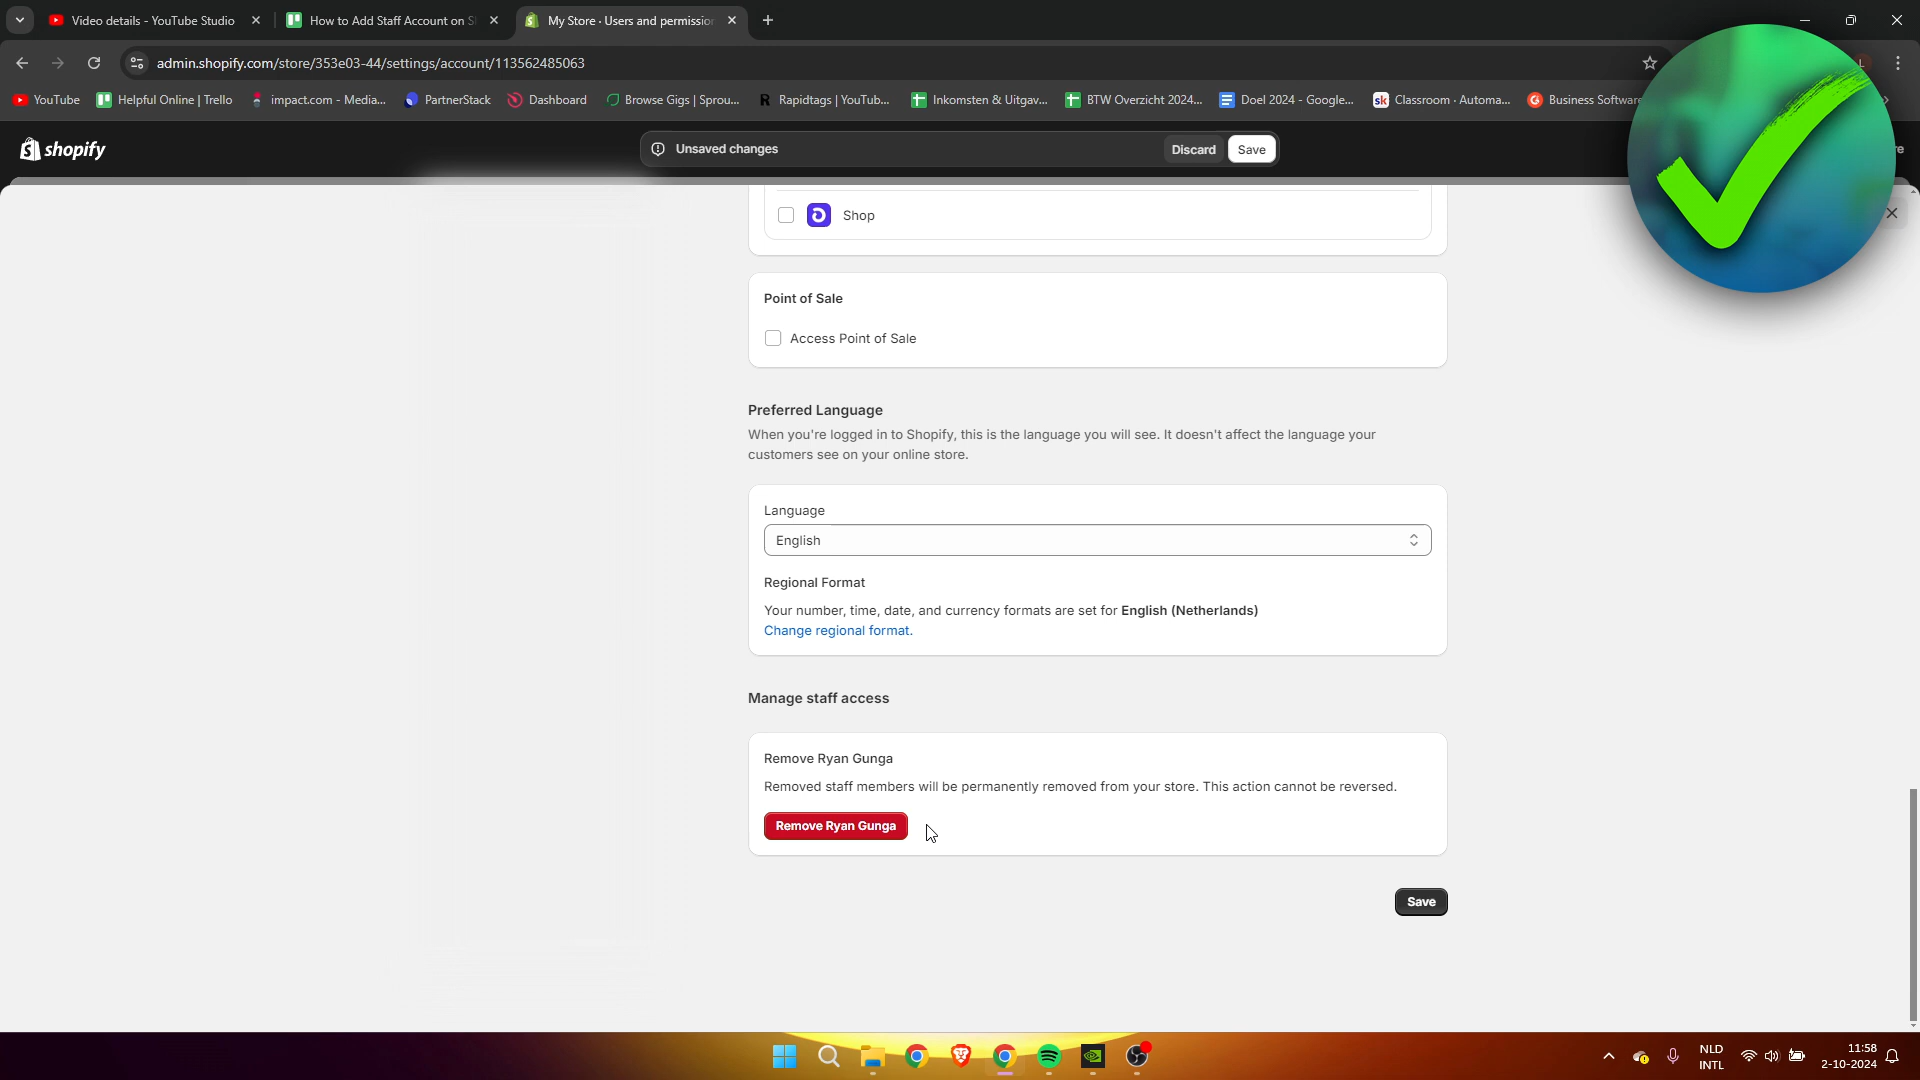 Video details - YouTube Studio
How to Add Staff Account on S
My Store · Users and permission
admin.shopify.com/store/353e03-44/settings/account/113562485063
YouTube
Helpful Online | Trello
impact.com - Media...
PartnerStack
Dashboard
Browse Gigs | Sprou...
Rapidtags | YouTub...
Inkomsten & Uitgav...
BTW Overzicht 2024...
Doel 2024 - Google...
Classroom - Automa...
Business Software
shopify
Unsaved changes
Discard
Save
Shop
Point of Sale
Access Point of Sale
Preferred Language
When you're logged in to Shopify, this is the language you will see. It doesn't affect the language your
customers see on your online store.
Language
English
Regional Format
Your number, time, date, and currency formats are set for English (Netherlands)
Change regional format.
Manage staff access
Remove Ryan Gunga
Removed staff members will be permanently removed from your store. This action cannot be reversed.
Remove Ryan Gunga
Save
NLD
INTL
11:58
2-10-2024